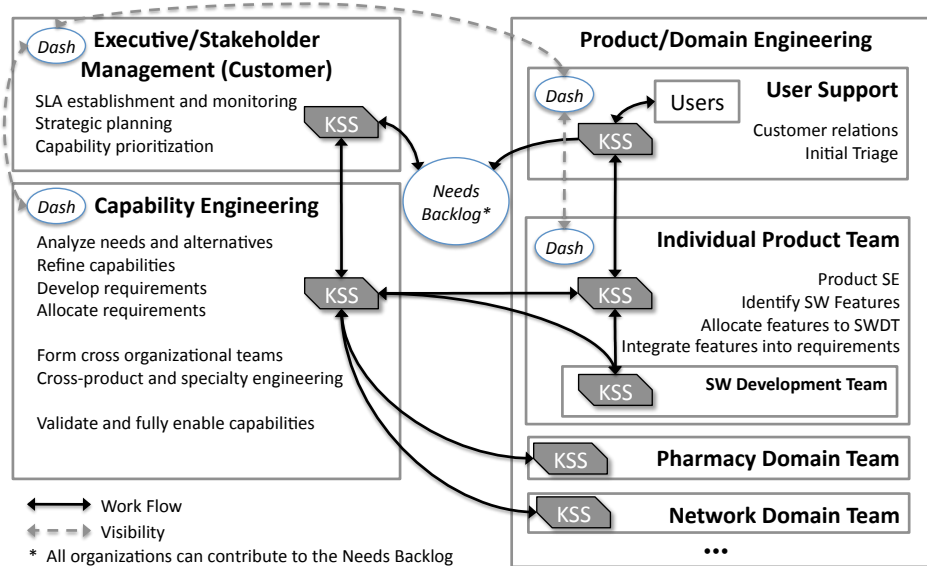 Dash
Executive/Stakeholder
Management (Customer)
SLA establishment and monitoring
Strategic planning
Capability prioritization
KSS
Needs
Backlog*
Dash
Capability Engineering
Analyze needs and alternatives
Refine capabilities
Develop requirements
Allocate requirements
KSS
Form cross organizational teams
Cross-product and specialty engineering
Validate and fully enable capabilities
Product/Domain Engineering
Dash
User Support
Users
KSS
Customer relations
Initial Triage
Dash
Individual Product Team
KSS
Product SE
Identify SW Features
Allocate features to SWDT
Integrate features into requirements
KSS
SW Development Team
KSS
Pharmacy Domain Team
KSS
Network Domain Team
...
Work Flow
Visibility
* All organizations can contribute to the Needs Backlog